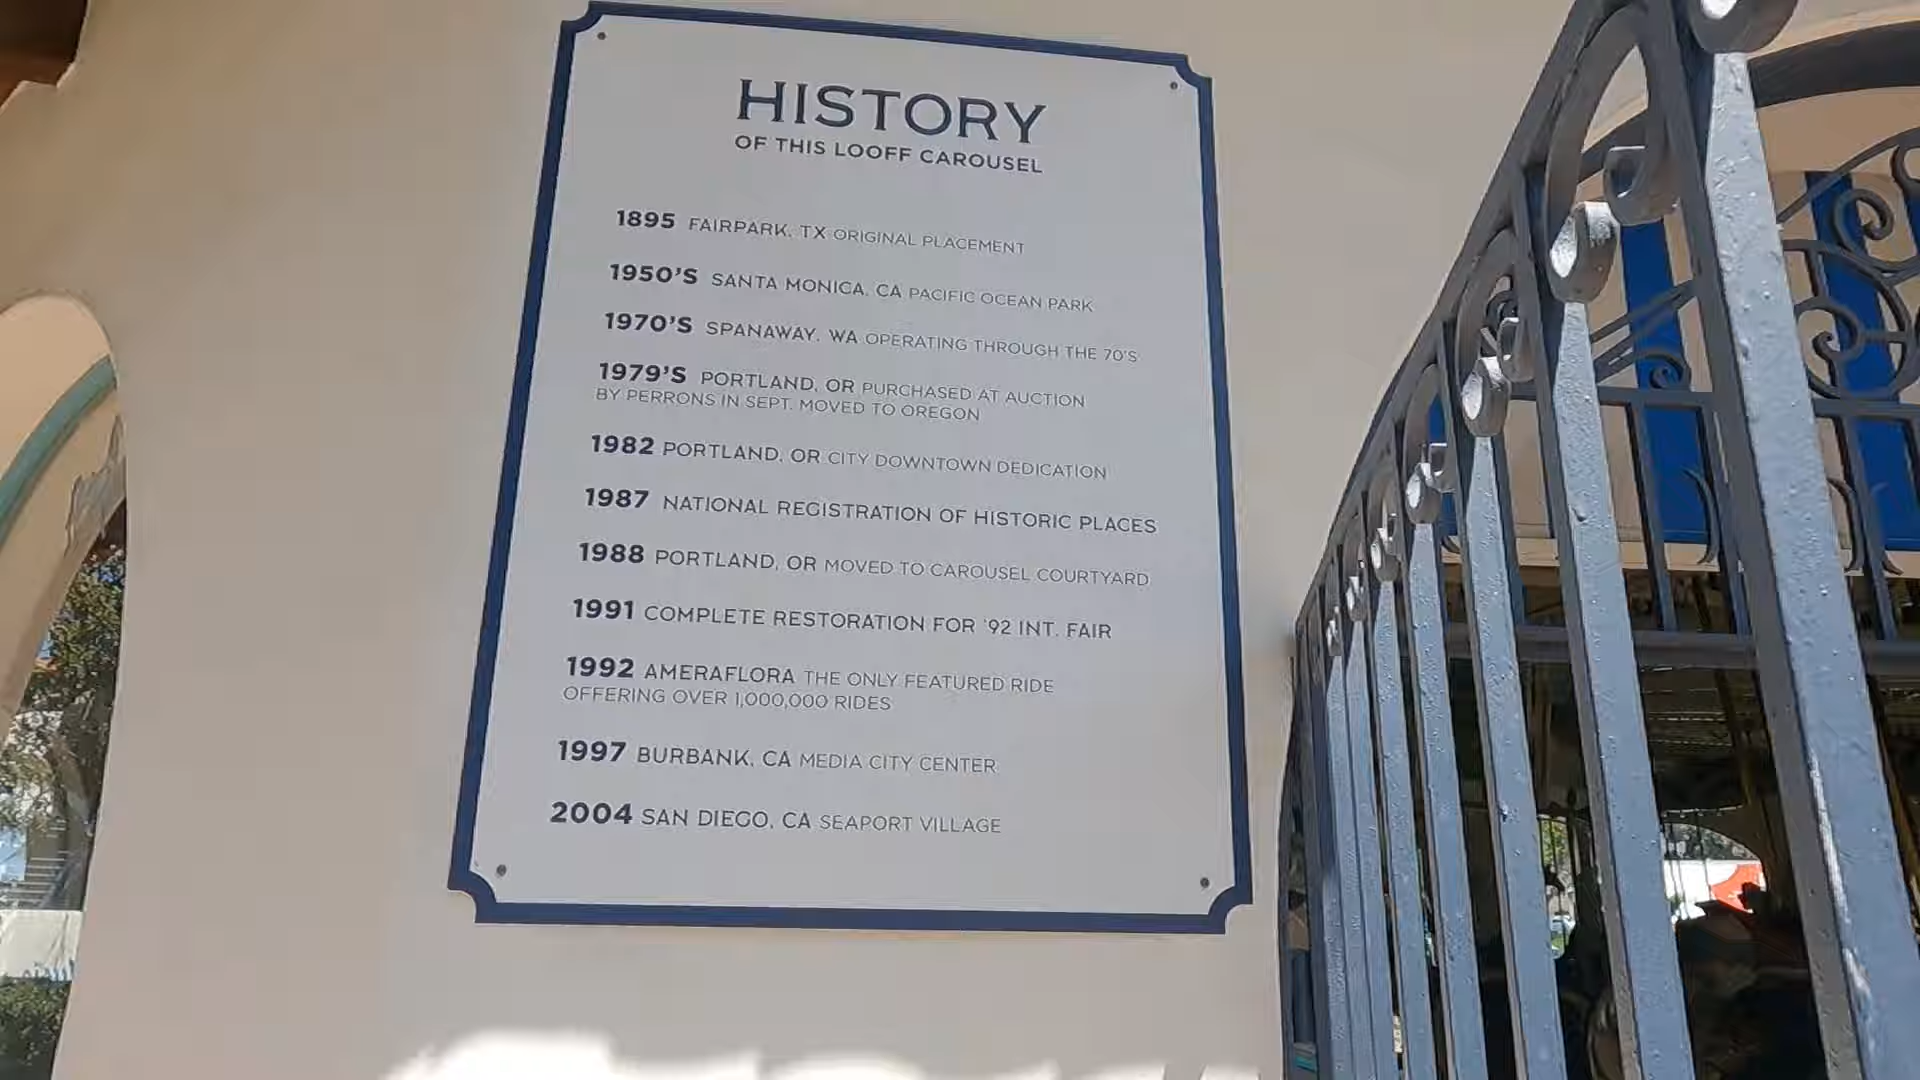 HISTORY
OF THIS LOOFF CAROUSEL
1895 FAIRPARK, TX ORIGINAL PLACEMENT
1950'S SANTA MONICA, CA PACIFIC OCEAN PARK
1970'S SPANAWAY, WA OPERATING THROUGH THE 70'S
1979'S PORTLAND, OR PURCHASED AT AUCTION
BY PERRONS IN SEPT. MOVED TO OREGON
1982 PORTLAND, OR CITY DOWNTOWN DEDICATION
1987 NATIONAL REGISTRATION OF HISTORIC PLACES
1988 PORTLAND, OR MOVED TO CAROUSEL COURTYARD
1991 COMPLETE RESTORATION FOR '92 INT. FAIR
1992 AMERAFLORA THE ONLY FEATURED RIDE
OFFERING OVER 1,000,000 RIDES
1997 BURBANK, CA MEDIA CITY CENTER
2004 SAN DIEGO, CA SEAPORT VILLAGE